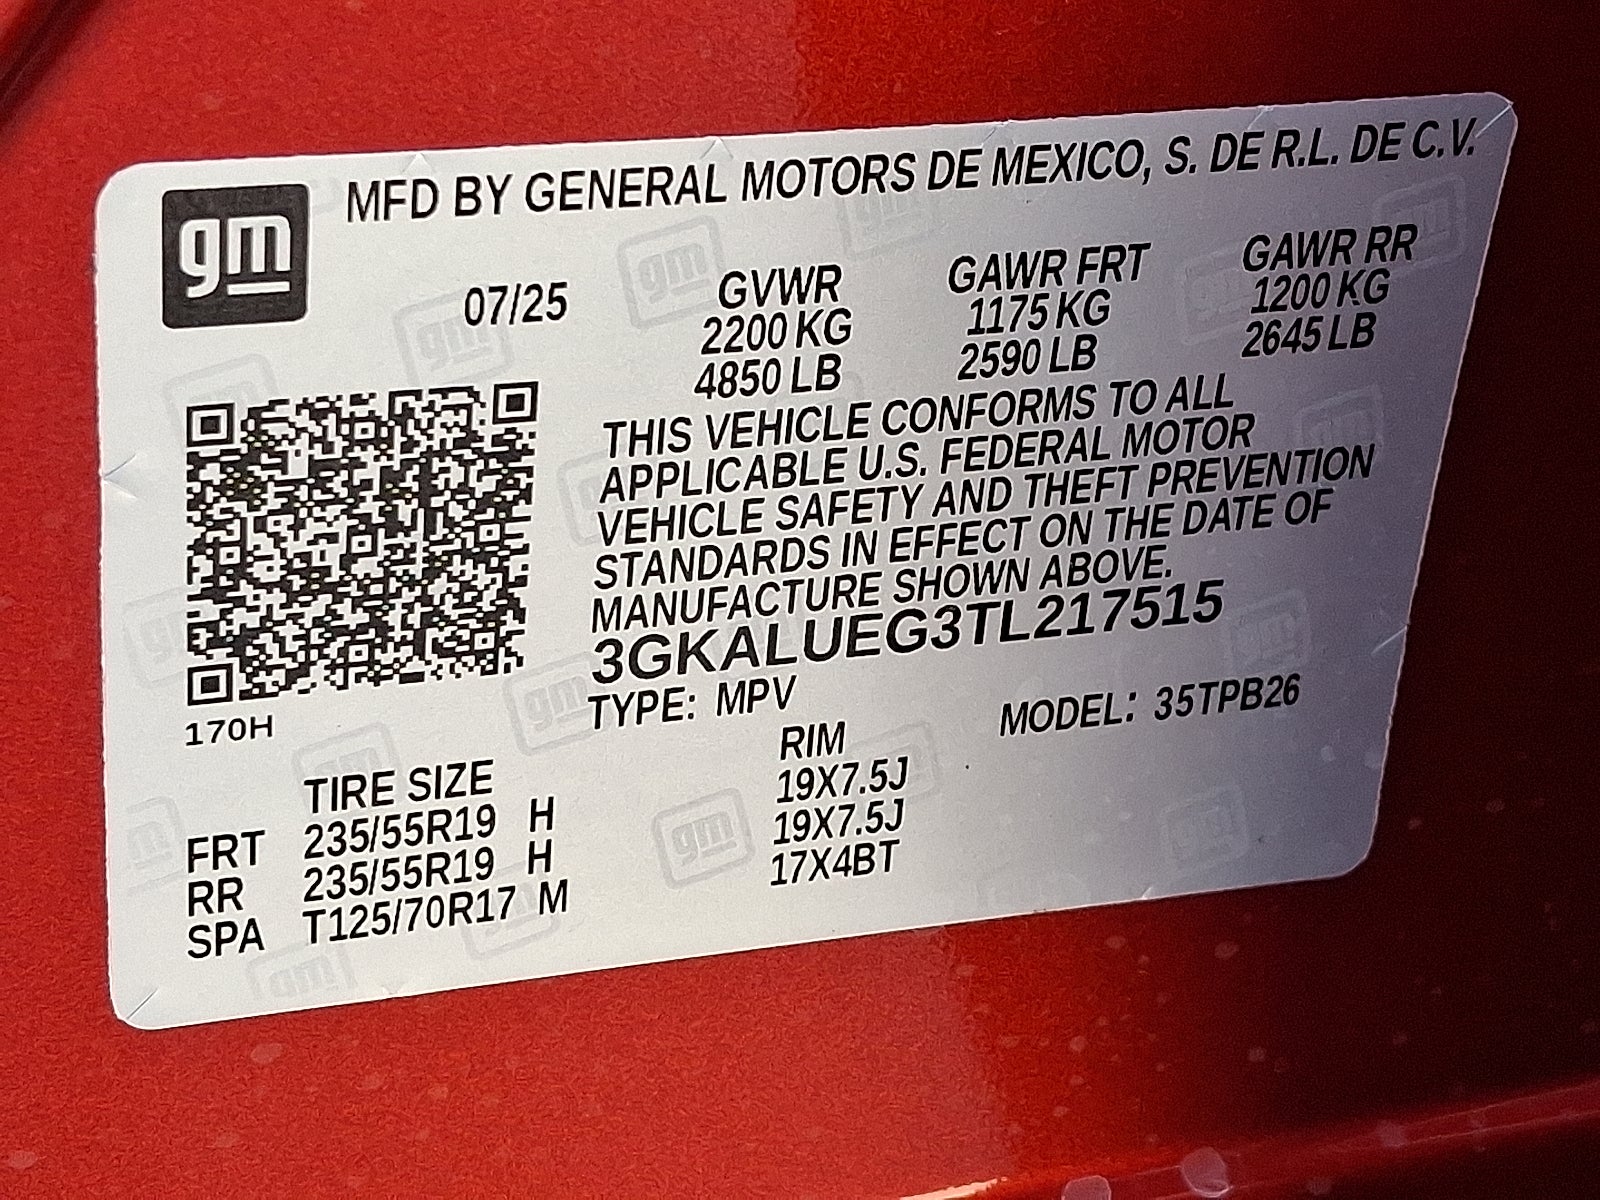 gm MFD BY GENERAL MOTORS DE MEXICO, S. DE R.L. DE C.V.
07/25 GVWR GAWR FRT GAWR RR
2200 KG 1175 KG 1200 KG
4850 LB 2590 LB 2645 LB
THIS VEHICLE CONFORMS TO ALL
APPLICABLE U.S. FEDERAL MOTOR
VEHICLE SAFETY AND THEFT PREVENTION
STANDARDS IN EFFECT ON THE DATE OF
MANUFACTURE SHOWN ABOVE.
3GKALUEG3TL217515
TYPE: MPV MODEL: 35TPB26
170H
TIRE SIZE RIM
FRT 235/55R19 H 19X7.5J
RR 235/55R19 H 19X7.5J
SPA T125/70R17 M 17X4BT